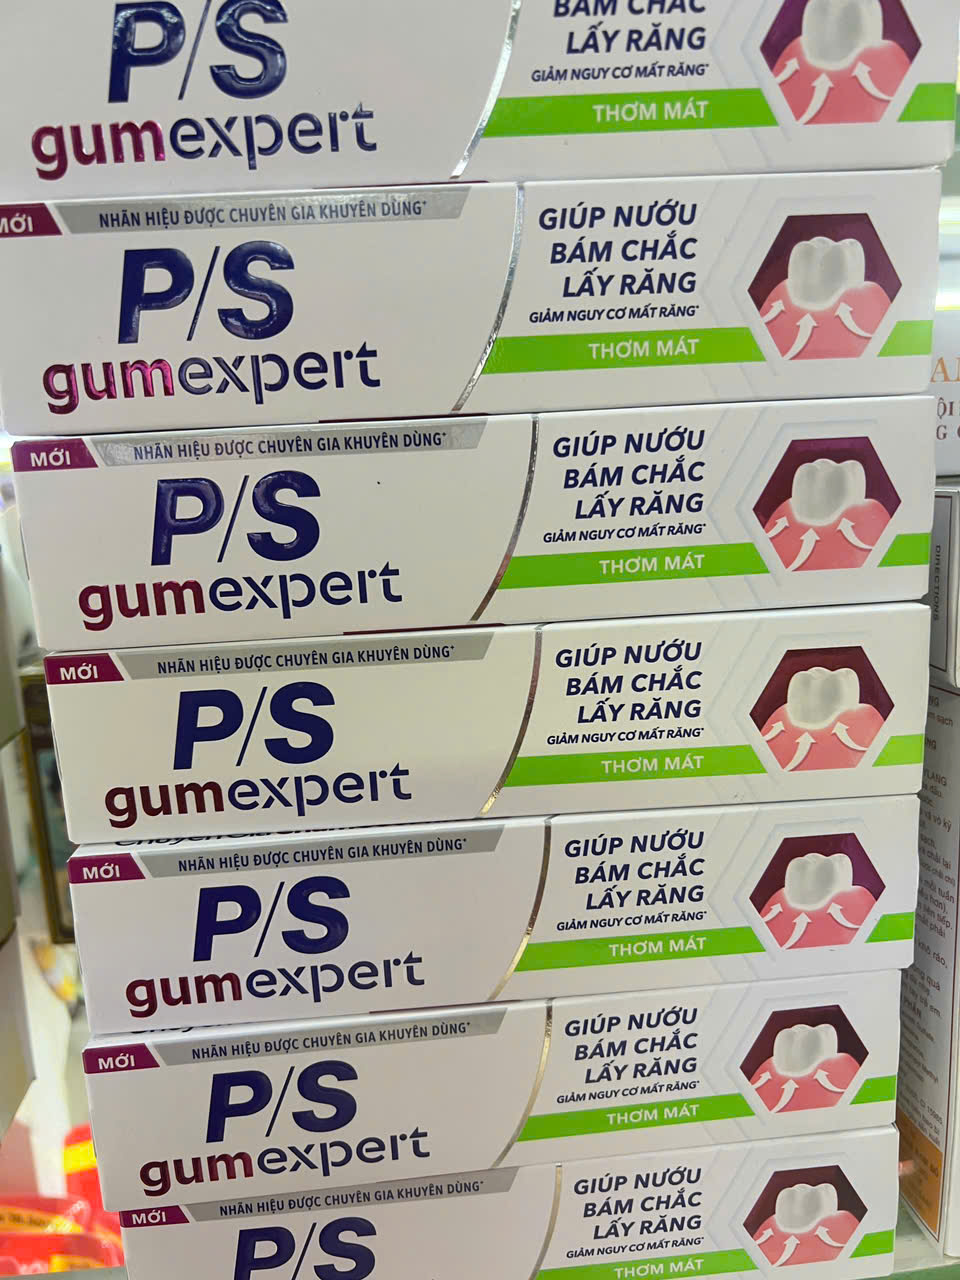 P/S
gumexpert
BÁM CHẮC
LẤY RĂNG
GIẢM NGUY CƠ MẤT RĂNG*
THƠM MÁT
MỚI
NHÃN HIỆU ĐƯỢC CHUYÊN GIA KHUYÊN DÙNG*
P/S
gumexpert
GIÚP NƯỚU
BÁM CHẮC
LẤY RĂNG
GIẢM NGUY CƠ MẤT RĂNG*
THƠM MÁT
MỚI
NHÃN HIỆU ĐƯỢC CHUYÊN GIA KHUYÊN DÙNG*
P/S
gumexpert
GIÚP NƯỚU
BÁM CHẮC
LẤY RĂNG
GIẢM NGUY CƠ MẤT RĂNG*
THƠM MÁT
MỚI
NHÃN HIỆU ĐƯỢC CHUYÊN GIA KHUYÊN DÙNG*
P/S
gumexpert
GIÚP NƯỚU
BÁM CHẮC
LẤY RĂNG
GIẢM NGUY CƠ MẤT RĂNG*
THƠM MÁT
MỚI
NHÃN HIỆU ĐƯỢC CHUYÊN GIA KHUYÊN DÙNG*
P/S
gumexpert
GIÚP NƯỚU
BÁM CHẮC
LẤY RĂNG
GIẢM NGUY CƠ MẤT RĂNG*
THƠM MÁT
MỚI
NHÃN HIỆU ĐƯỢC CHUYÊN GIA KHUYÊN DÙNG*
P/S
gumexpert
GIÚP NƯỚU
BÁM CHẮC
LẤY RĂNG
GIẢM NGUY CƠ MẤT RĂNG*
THƠM MÁT
MỚI
NHÃN HIỆU ĐƯỢC CHUYÊN GIA KHUYÊN DÙNG*
P/S
GIÚP NƯỚU
BÁM CHẮC
LẤY RĂNG
GIẢM NGUY CƠ MẤT RĂNG*
THƠM MÁT
DIRECTIONS